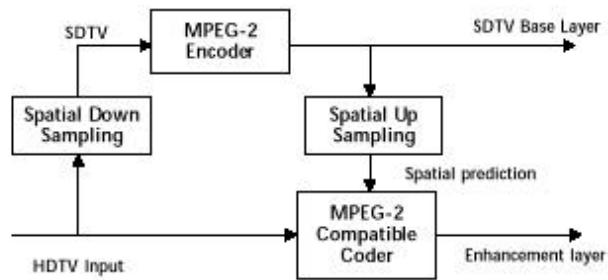 SDTV
MPEG-2
Encoder
SDTV Base Layer
Spatial Down
Sampling
Spatial Up
Sampling
Spatial prediction
MPEG-2
Compatible
Coder
HDTV Input
Enhancement layer